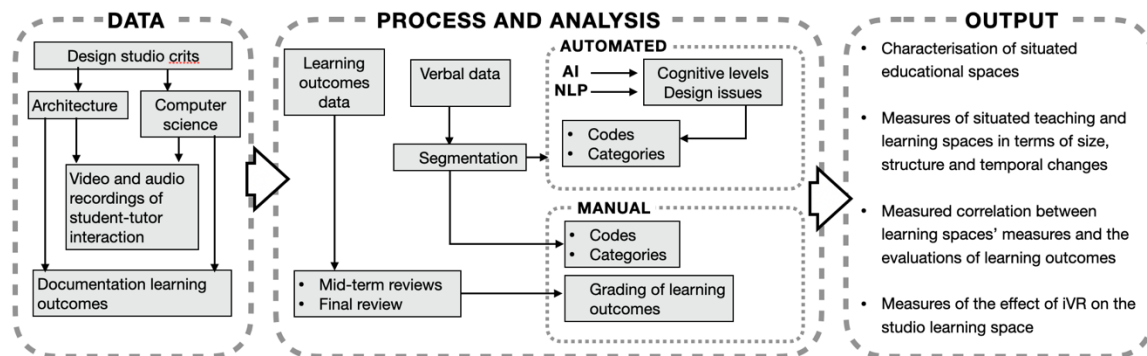 DATA
Design studio crits
Architecture
Computer
science
Video and audio
recordings of
student-tutor
interaction
Documentation learning
outcomes
PROCESS AND ANALYSIS
Learning
outcomes
data
Verbal data
Segmentation
• Mid-term reviews
• Final review
AUTOMATED
AI
NLP
Cognitive levels
Design issues
• Codes
• Categories
MANUAL
• Codes
• Categories
Grading of learning
outcomes
OUTPUT
• Characterisation of situated
educational spaces
• Measures of situated teaching and
learning spaces in terms of size,
structure and temporal changes
• Measured correlation between
learning spaces’ measures and the
evaluations of learning outcomes
• Measures of the effect of iVR on the
studio learning space